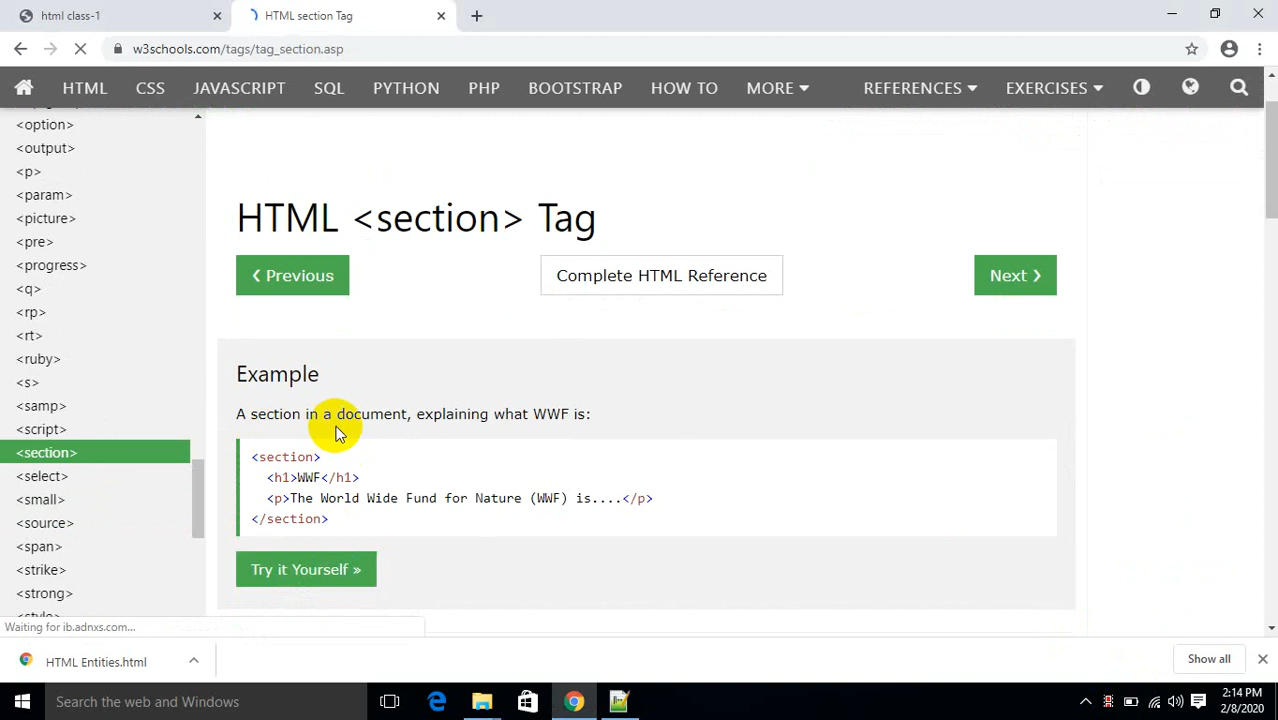 html class-1
HTML section Tag
w3schools.com/tags/tag_section.asp
HTML CSS JAVASCRIPT SQL PYTHON PHP BOOTSTRAP HOW TO MORE REFERENCES EXERCISES
<option>
<output>
<p>
<param>
<picture>
<pre>
<progress>
<q>
<rp>
<rt>
<ruby>
<s>
<samp>
<script>
<section>
<select>
<small>
<source>
<span>
<strike>
<strong>
<style>
HTML <section> Tag
❮ Previous
Complete HTML Reference
Next ❯
Example
A section in a document, explaining what WWF is:
<section>
<h1>WWF</h1>
<p>The World Wide Fund for Nature (WWF) is....</p>
</section>
Try it Yourself »
Waiting for ib.adnxs.com...
HTML Entities.html
Show all
Search the web and Windows
2:14 PM
2/8/2020